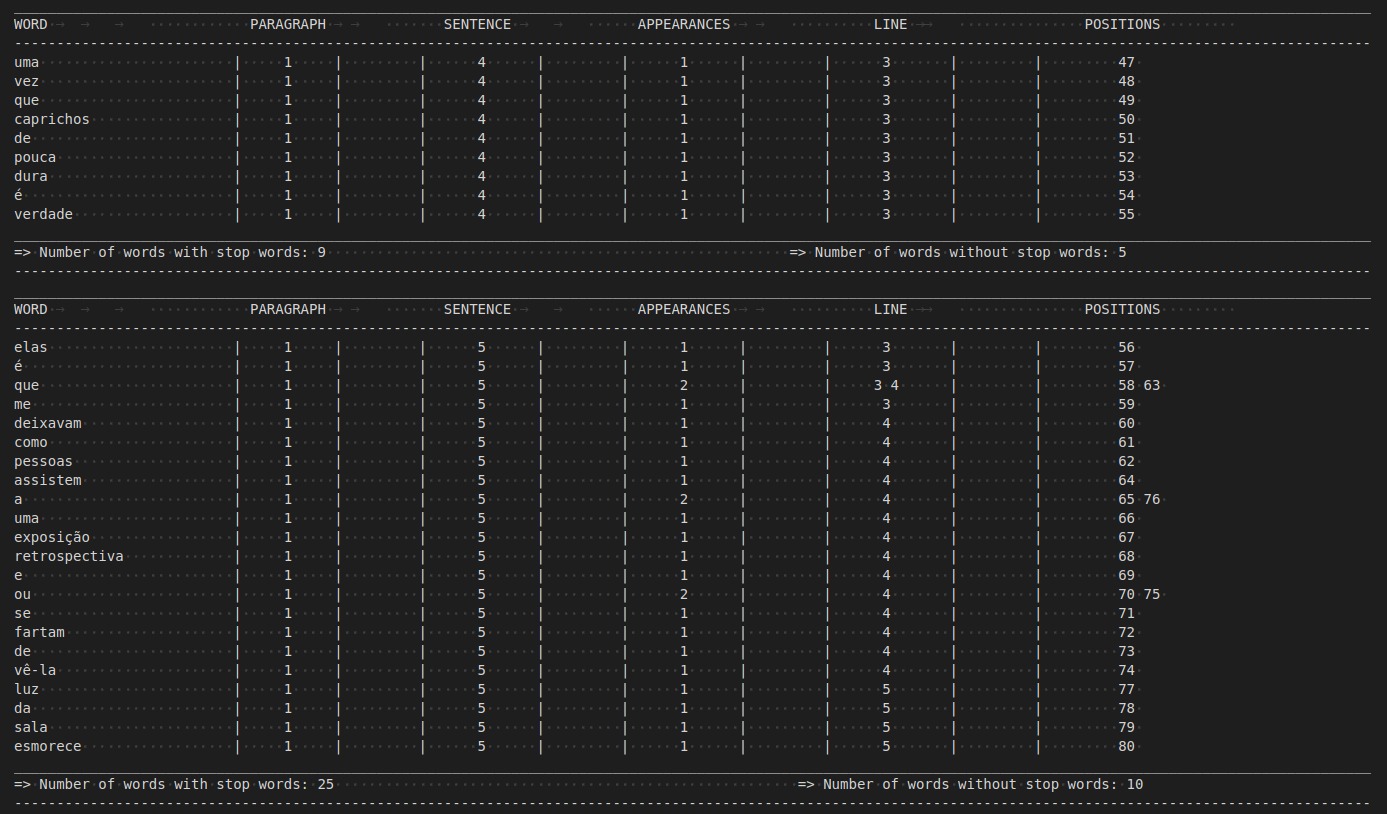 WORD PARAGRAPH SENTENCE APPEARANCES LINE POSITIONS
uma | 1 | | 4 | | 1 | | 3 | | 47
vez | 1 | | 4 | | 1 | | 3 | | 48
que | 1 | | 4 | | 1 | | 3 | | 49
caprichos | 1 | | 4 | | 1 | | 3 | | 50
de | 1 | | 4 | | 1 | | 3 | | 51
pouca | 1 | | 4 | | 1 | | 3 | | 52
dura | 1 | | 4 | | 1 | | 3 | | 53
é | 1 | | 4 | | 1 | | 3 | | 54
verdade | 1 | | 4 | | 1 | | 3 | | 55
=> Number of words with stop words: 9 => Number of words without stop words: 5
WORD PARAGRAPH SENTENCE APPEARANCES LINE POSITIONS
elas | 1 | | 5 | | 1 | | 3 | | 56
é | 1 | | 5 | | 1 | | 3 | | 57
que | 1 | | 5 | | 2 | | 3 4 | | 58 63
me | 1 | | 5 | | 1 | | 3 | | 59
deixavam | 1 | | 5 | | 1 | | 4 | | 60
como | 1 | | 5 | | 1 | | 4 | | 61
pessoas | 1 | | 5 | | 1 | | 4 | | 62
assistem | 1 | | 5 | | 1 | | 4 | | 64
a | 1 | | 5 | | 2 | | 4 | | 65 76
uma | 1 | | 5 | | 1 | | 4 | | 66
exposição | 1 | | 5 | | 1 | | 4 | | 67
retrospectiva | 1 | | 5 | | 1 | | 4 | | 68
e | 1 | | 5 | | 1 | | 4 | | 69
ou | 1 | | 5 | | 2 | | 4 | | 70 75
se | 1 | | 5 | | 1 | | 4 | | 71
fartam | 1 | | 5 | | 1 | | 4 | | 72
de | 1 | | 5 | | 1 | | 4 | | 73
vê-la | 1 | | 5 | | 1 | | 4 | | 74
luz | 1 | | 5 | | 1 | | 5 | | 77
da | 1 | | 5 | | 1 | | 5 | | 78
sala | 1 | | 5 | | 1 | | 5 | | 79
esmorece | 1 | | 5 | | 1 | | 5 | | 80
=> Number of words with stop words: 25 => Number of words without stop words: 10